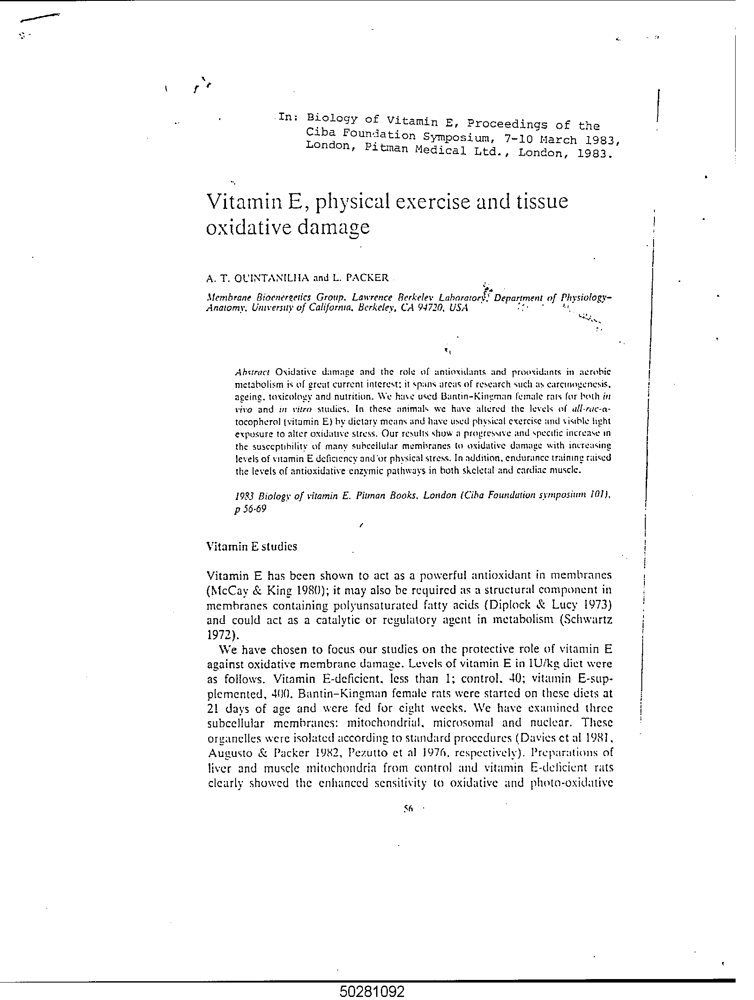 In: Biology of Vitamin E, Proceedings of the
Ciba Foundation Symposium, 7-10 March 1983,
London, Pitman Medical Ltd., London, 1983.
Vitamin E, physical exercise and tissue
oxidative damage
A. T. QUINTANILHA and L. PACKER
Membrane Bioenergetics Group, Lawrence Berkeley Laboratory, Department of Physiology–
Anatomy, University of California, Berkeley, CA 94720, USA
Abstract Oxidative damage and the role of antioxidants and prooxidants in aerobic
metabolism is of great current interest; it spans areas of research such as carcinogenesis,
ageing, toxicology and nutrition. We have used Bantin–Kingman female rats for both in
vivo and in vitro studies. In these animals we have altered the levels of all-rac-α-
tocopherol (vitamin E) by dietary means and have used physical exercise and visible light
exposure to alter oxidative stress. Our results show a progressive and specific increase in
the susceptibility of many subcellular membranes to oxidative damage with increasing
levels of vitamin E deficiency and/or physical stress. In addition, endurance training raised
the levels of antioxidative enzymic pathways in both skeletal and cardiac muscle.
1983 Biology of vitamin E. Pitman Books, London (Ciba Foundation symposium 101),
p 56-69
Vitamin E studies
Vitamin E has been shown to act as a powerful antioxidant in membranes
(McCay & King 1980); it may also be required as a structural component in
membranes containing polyunsaturated fatty acids (Diplock & Lucy 1973)
and could act as a catalytic or regulatory agent in metabolism (Schwartz
1972).
We have chosen to focus our studies on the protective role of vitamin E
against oxidative membrane damage. Levels of vitamin E in IU/kg diet were
as follows. Vitamin E-deficient, less than 1; control, 40; vitamin E-sup-
plemented, 400. Bantin–Kingman female rats were started on these diets at
21 days of age and were fed for eight weeks. We have examined three
subcellular membranes: mitochondrial, microsomal and nuclear. These
organelles were isolated according to standard procedures (Davies et al 1981,
Augusto & Packer 1982, Pezutto et al 1976, respectively). Preparations of
liver and muscle mitochondria from control and vitamin E-deficient rats
clearly showed the enhanced sensitivity to oxidative and photo-oxidative
56
50281092